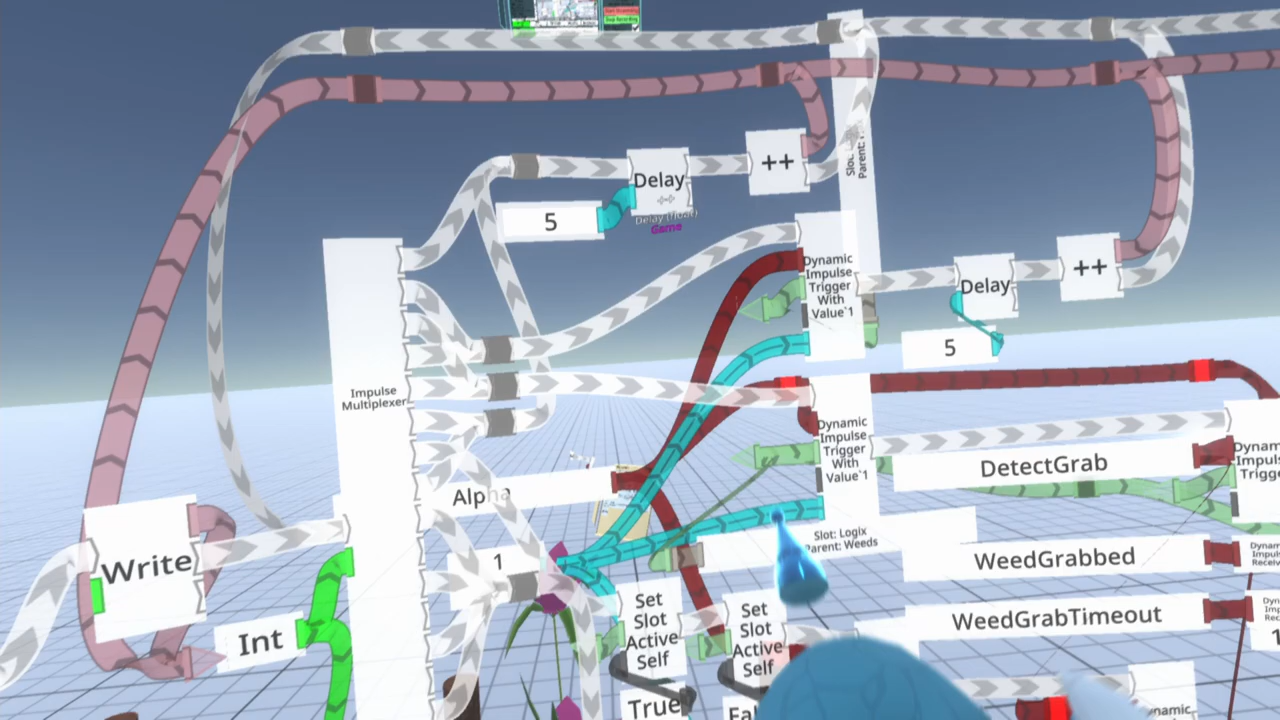 Delay
++
5
Delay (float)
Game
Slot:
Parent:
Dynamic
Impulse
Trigger
With
Value`1
Delay
++
5
Impulse
Multiplexer
Dynamic
Impulse
Trigger
With
Value`1
DetectGrab
Alpha
Slot: Logix
Parent: Weeds
WeedGrabbed
1
Write
Int
Set
Slot
Active
Self
Set
Slot
Active
Self
WeedGrabTimeout
True